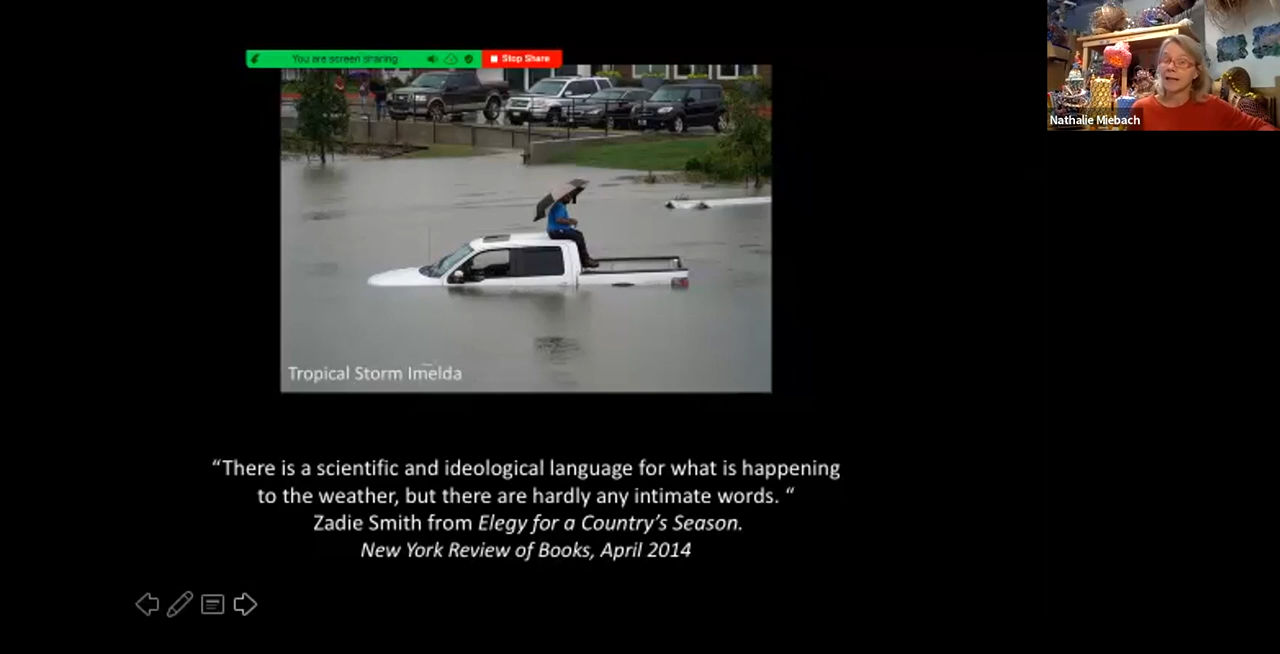 You are screen sharing
Stop Share
Nathalie Miebach
Tropical Storm Imelda
“There is a scientific and ideological language for what is happening
to the weather, but there are hardly any intimate words. “
Zadie Smith from Elegy for a Country’s Season.
New York Review of Books, April 2014